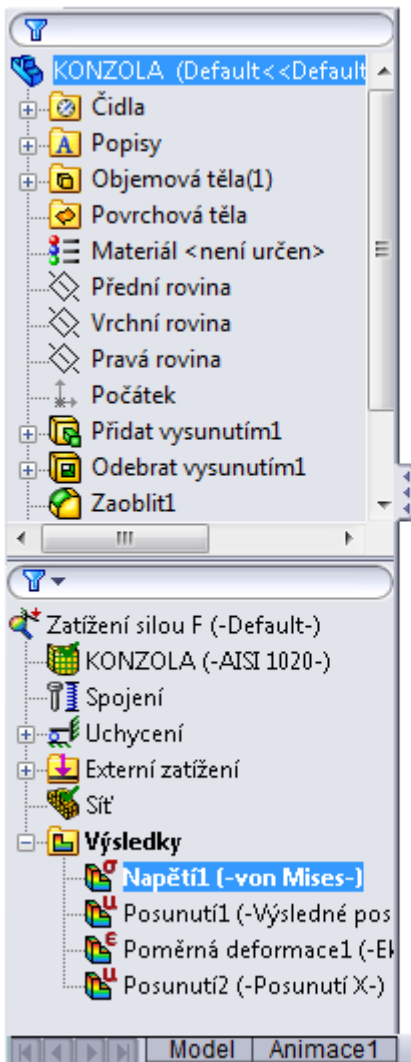 KONZOLA (Default<<Default
Čidla
Popisy
Objemová těla(1)
Povrchová těla
Materiál <není určen>
Přední rovina
Vrchní rovina
Pravá rovina
Počátek
Přidat vysunutím1
Odebrat vysunutím1
Zaoblit1
Zatížení silou F (-Default-)
KONZOLA (-AISI 1020-)
Spojení
Uchycení
Externí zatížení
Síť
Výsledky
Napětí1 (-von Mises-)
Posunutí1 (-Výsledné pos
Poměrná deformace1 (-Ek
Posunutí2 (-Posunutí X-)
Model Animace1